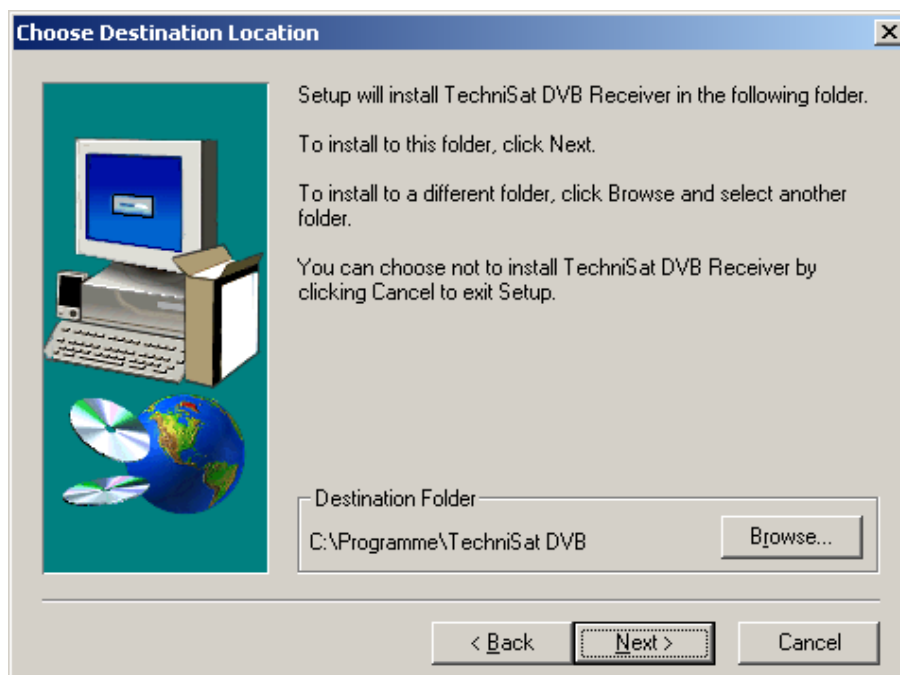 Choose Destination Location
Setup will install TechniSat DVB Receiver in the following folder.
To install to this folder, click Next.
To install to a different folder, click Browse and select another
folder.
You can choose not to install TechniSat DVB Receiver by
clicking Cancel to exit Setup.
Destination Folder
C:\Programme\TechniSat DVB
Browse...
< Back
Next >
Cancel